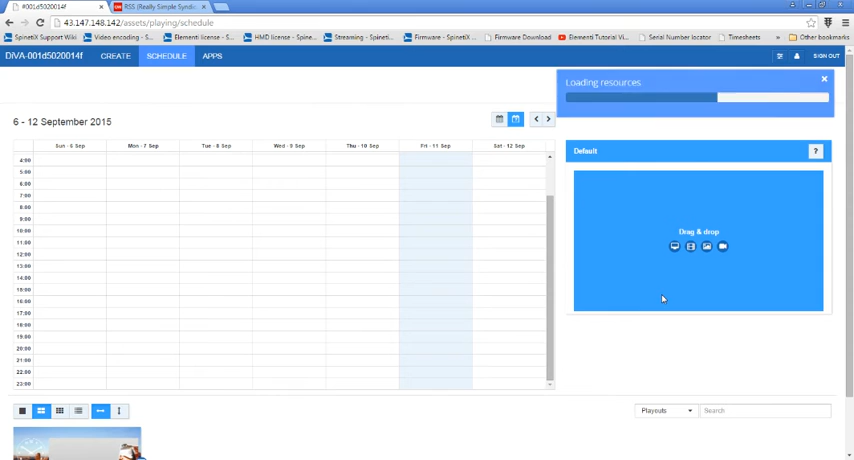 #001d5020014f
RSS (Really Simple Syndic
43.147.148.142/assets/playing/schedule
SpinetiX Support Wiki
Video encoding - S...
Elementi license - S...
HMD license - Spine...
Streaming - Spinetix...
Firmware - SpinetiX ...
Firmware Download
Elementi Tutorial Vi...
Serial Number locator
Timesheets
»
Other bookmarks
DiVA-001d5020014f
CREATE
SCHEDULE
APPS
SIGN OUT
Loading resources
6 - 12 September 2015
Sun - 6 Sep
Mon - 7 Sep
Tue - 8 Sep
Wed - 9 Sep
Thu - 10 Sep
Fri - 11 Sep
Sat - 12 Sep
4:00
5:00
6:00
7:00
8:00
9:00
10:00
11:00
12:00
13:00
14:00
15:00
16:00
17:00
18:00
19:00
20:00
21:00
22:00
23:00
Default
?
Drag & drop
Playouts
Search